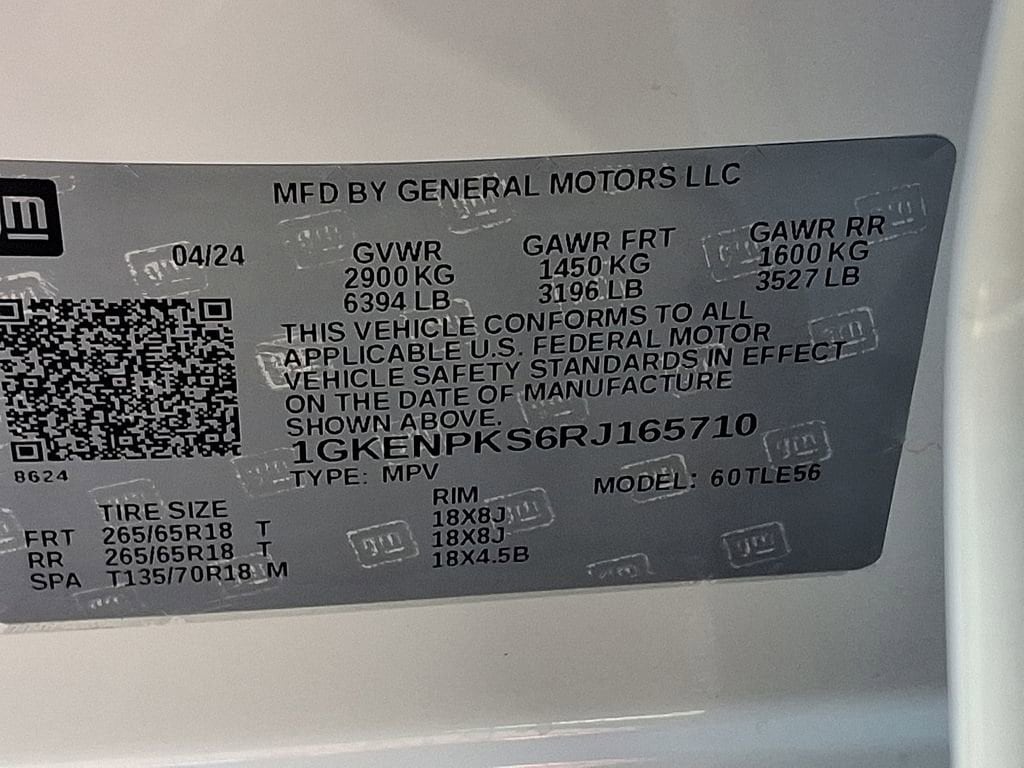 gm
MFD BY GENERAL MOTORS LLC
04/24
GVWR
2900 KG
6394 LB
GAWR FRT
1450 KG
3196 LB
GAWR RR
1600 KG
3527 LB
THIS VEHICLE CONFORMS TO ALL
APPLICABLE U.S. FEDERAL MOTOR
VEHICLE SAFETY STANDARDS IN EFFECT
ON THE DATE OF MANUFACTURE
SHOWN ABOVE.
1GKENPKS6RJ165710
8624
TYPE: MPV
MODEL: 60TLE56
TIRE SIZE
RIM
FRT 265/65R18 T 18X8J
RR 265/65R18 T 18X8J
SPA T135/70R18 M 18X4.5B